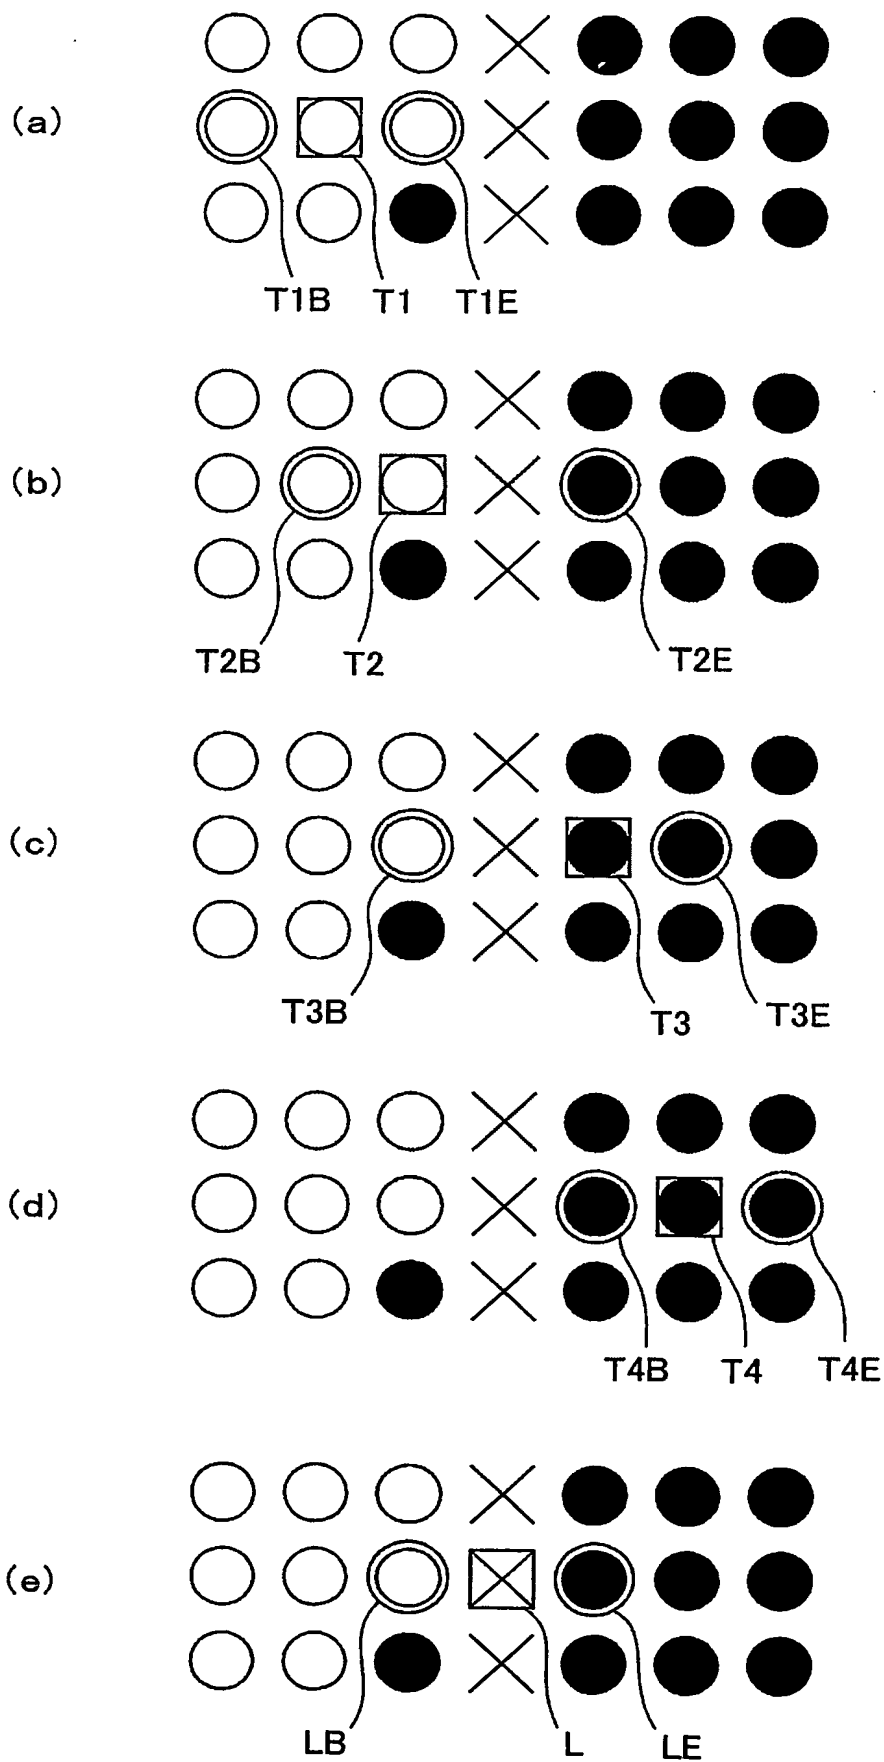 (a)
T1B T1 T1E
(b)
T2B T2 T2E
(c)
T3B T3 T3E
(d)
T4B T4 T4E
(e)
LB L LE